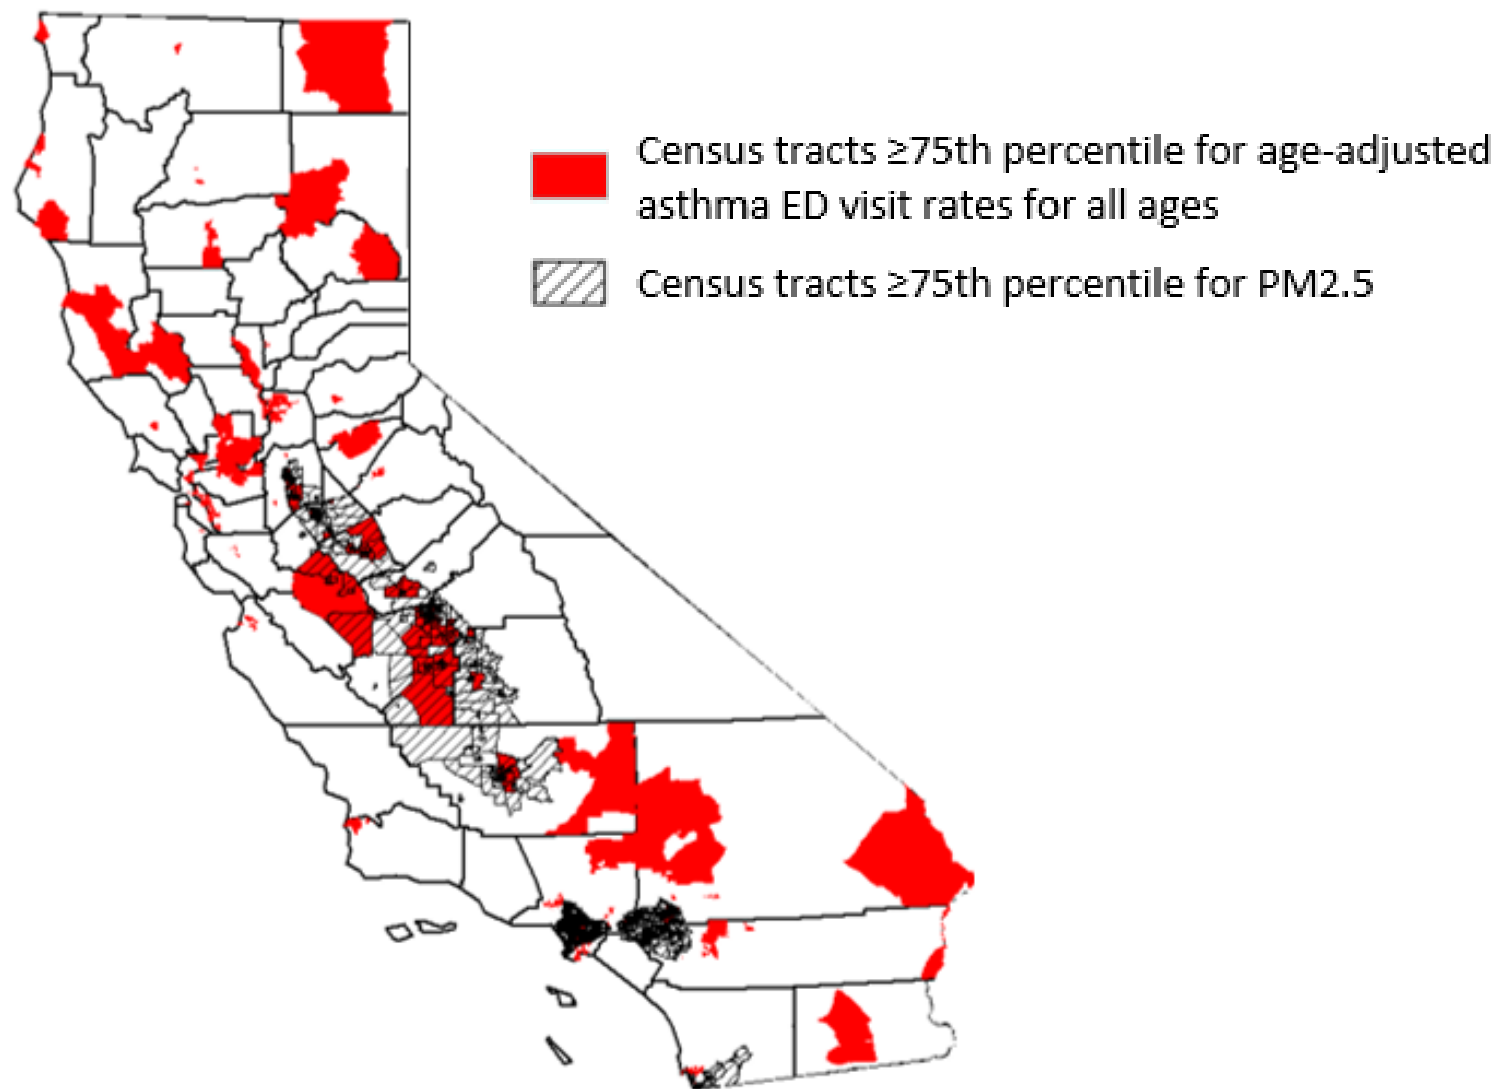 Census tracts ≥75th percentile for age-adjusted
asthma ED visit rates for all ages
Census tracts ≥75th percentile for PM2.5